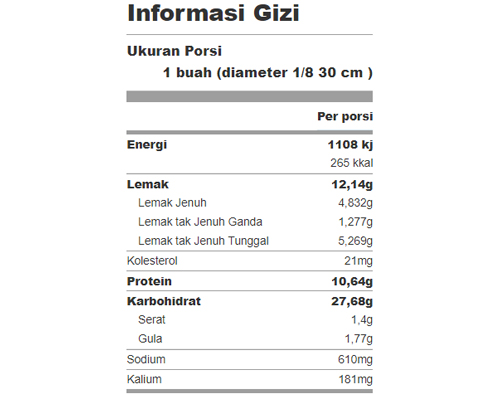 Informasi Gizi
Ukuran Porsi
1 buah (diameter 1/8 30 cm )
Per porsi
Energi 1108 kj
265 kkal
Lemak 12,14g
Lemak Jenuh 4,832g
Lemak tak Jenuh Ganda 1,277g
Lemak tak Jenuh Tunggal 5,269g
Kolesterol 21mg
Protein 10,64g
Karbohidrat 27,68g
Serat 1,4g
Gula 1,77g
Sodium 610mg
Kalium 181mg